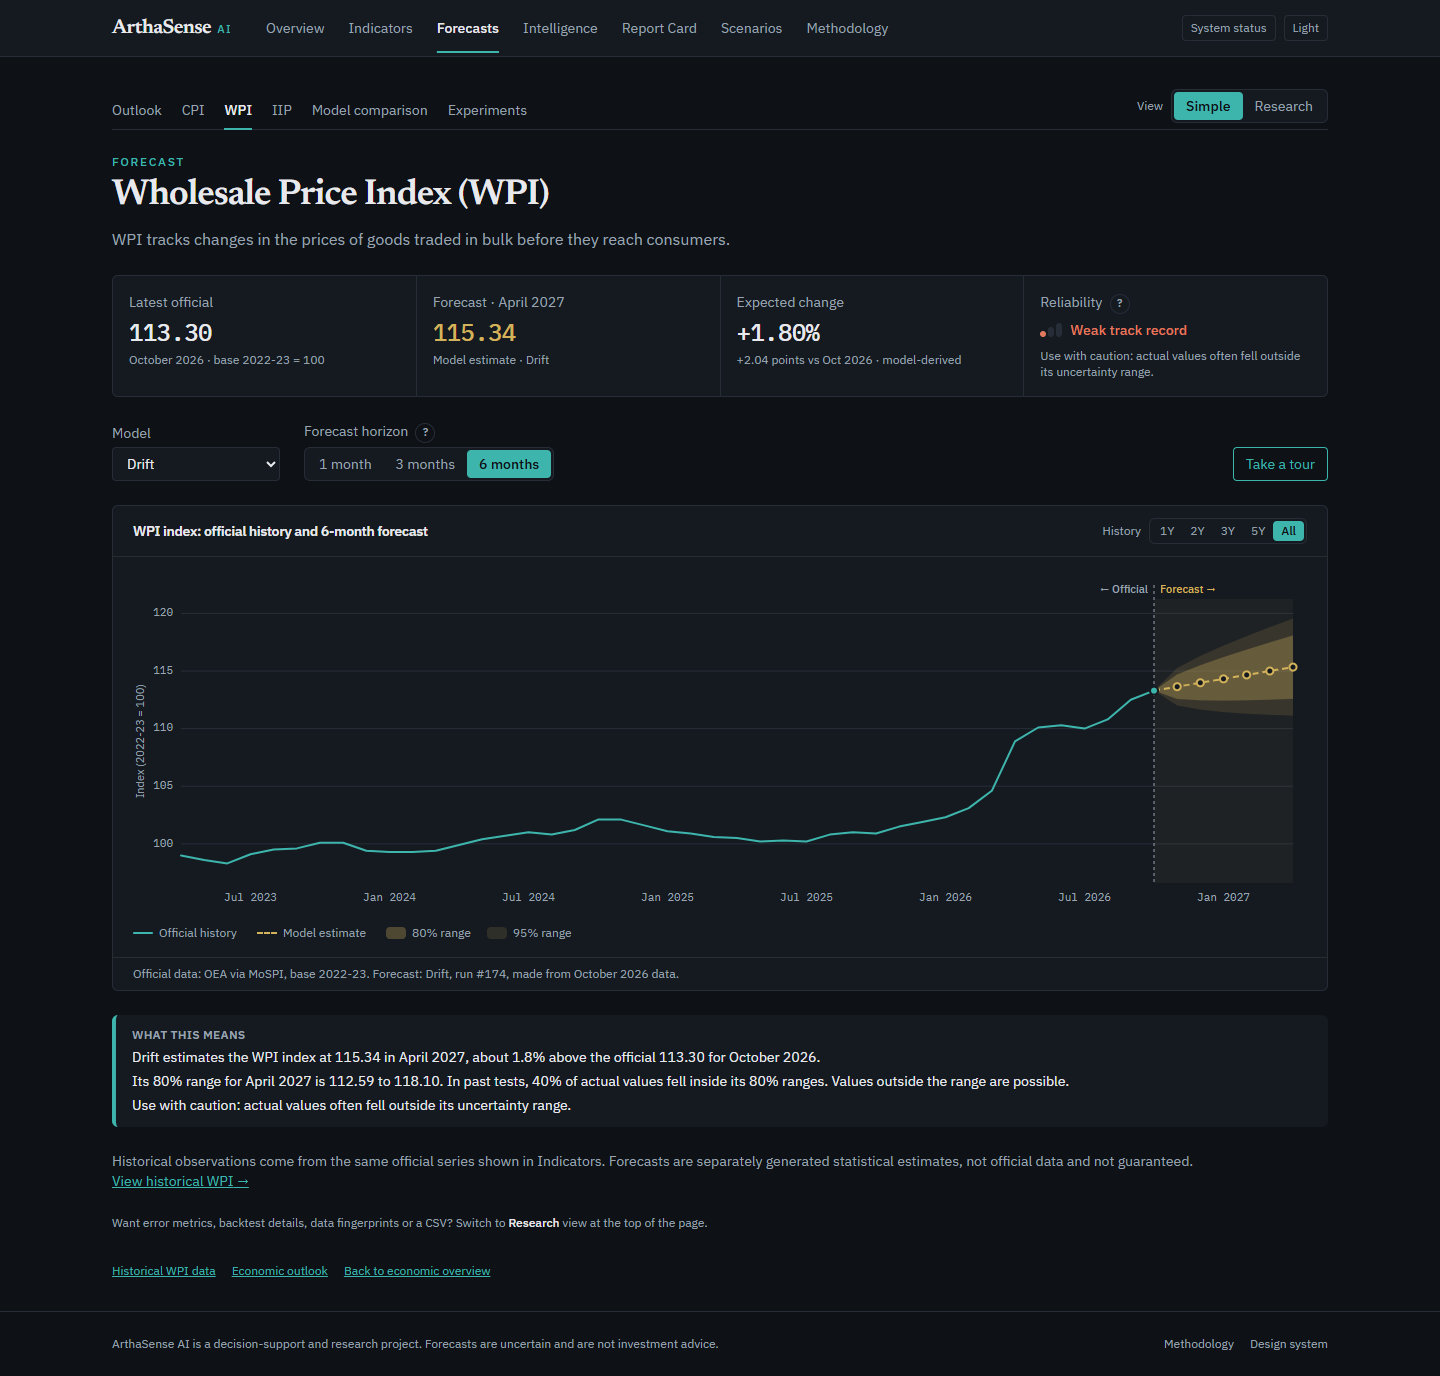 ArthaSense AI
Overview Indicators Forecasts Intelligence Report Card Scenarios Methodology
System status Light
Outlook CPI WPI IIP Model comparison Experiments
View Simple Research
FORECAST
Wholesale Price Index (WPI)
WPI tracks changes in the prices of goods traded in bulk before they reach consumers.
Latest official
113.30
October 2026 · base 2022-23 = 100
Forecast · April 2027
115.34
Model estimate · Drift
Expected change
+1.80%
+2.04 points vs Oct 2026 · model-derived
Reliability ?
Weak track record
Use with caution: actual values often fell outside
its uncertainty range.
Model
Drift
Forecast horizon ?
1 month 3 months 6 months
Take a tour
WPI index: official history and 6-month forecast
History 1Y 2Y 3Y 5Y All
← Official Forecast →
120
115
110
105
100
Index (2022-23 = 100)
Jul 2023 Jan 2024 Jul 2024 Jan 2025 Jul 2025 Jan 2026 Jul 2026 Jan 2027
Official history Model estimate 80% range 95% range
Official data: OEA via MoSPI, base 2022-23. Forecast: Drift, run #174, made from October 2026 data.
WHAT THIS MEANS
Drift estimates the WPI index at 115.34 in April 2027, about 1.8% above the official 113.30 for October 2026.
Its 80% range for April 2027 is 112.59 to 118.10. In past tests, 40% of actual values fell inside its 80% ranges. Values outside the range are possible.
Use with caution: actual values often fell outside its uncertainty range.
Historical observations come from the same official series shown in Indicators. Forecasts are separately generated statistical estimates, not official data and not guaranteed.
View historical WPI →
Want error metrics, backtest details, data fingerprints or a CSV? Switch to Research view at the top of the page.
Historical WPI data Economic outlook Back to economic overview
ArthaSense AI is a decision-support and research project. Forecasts are uncertain and are not investment advice.
Methodology Design system